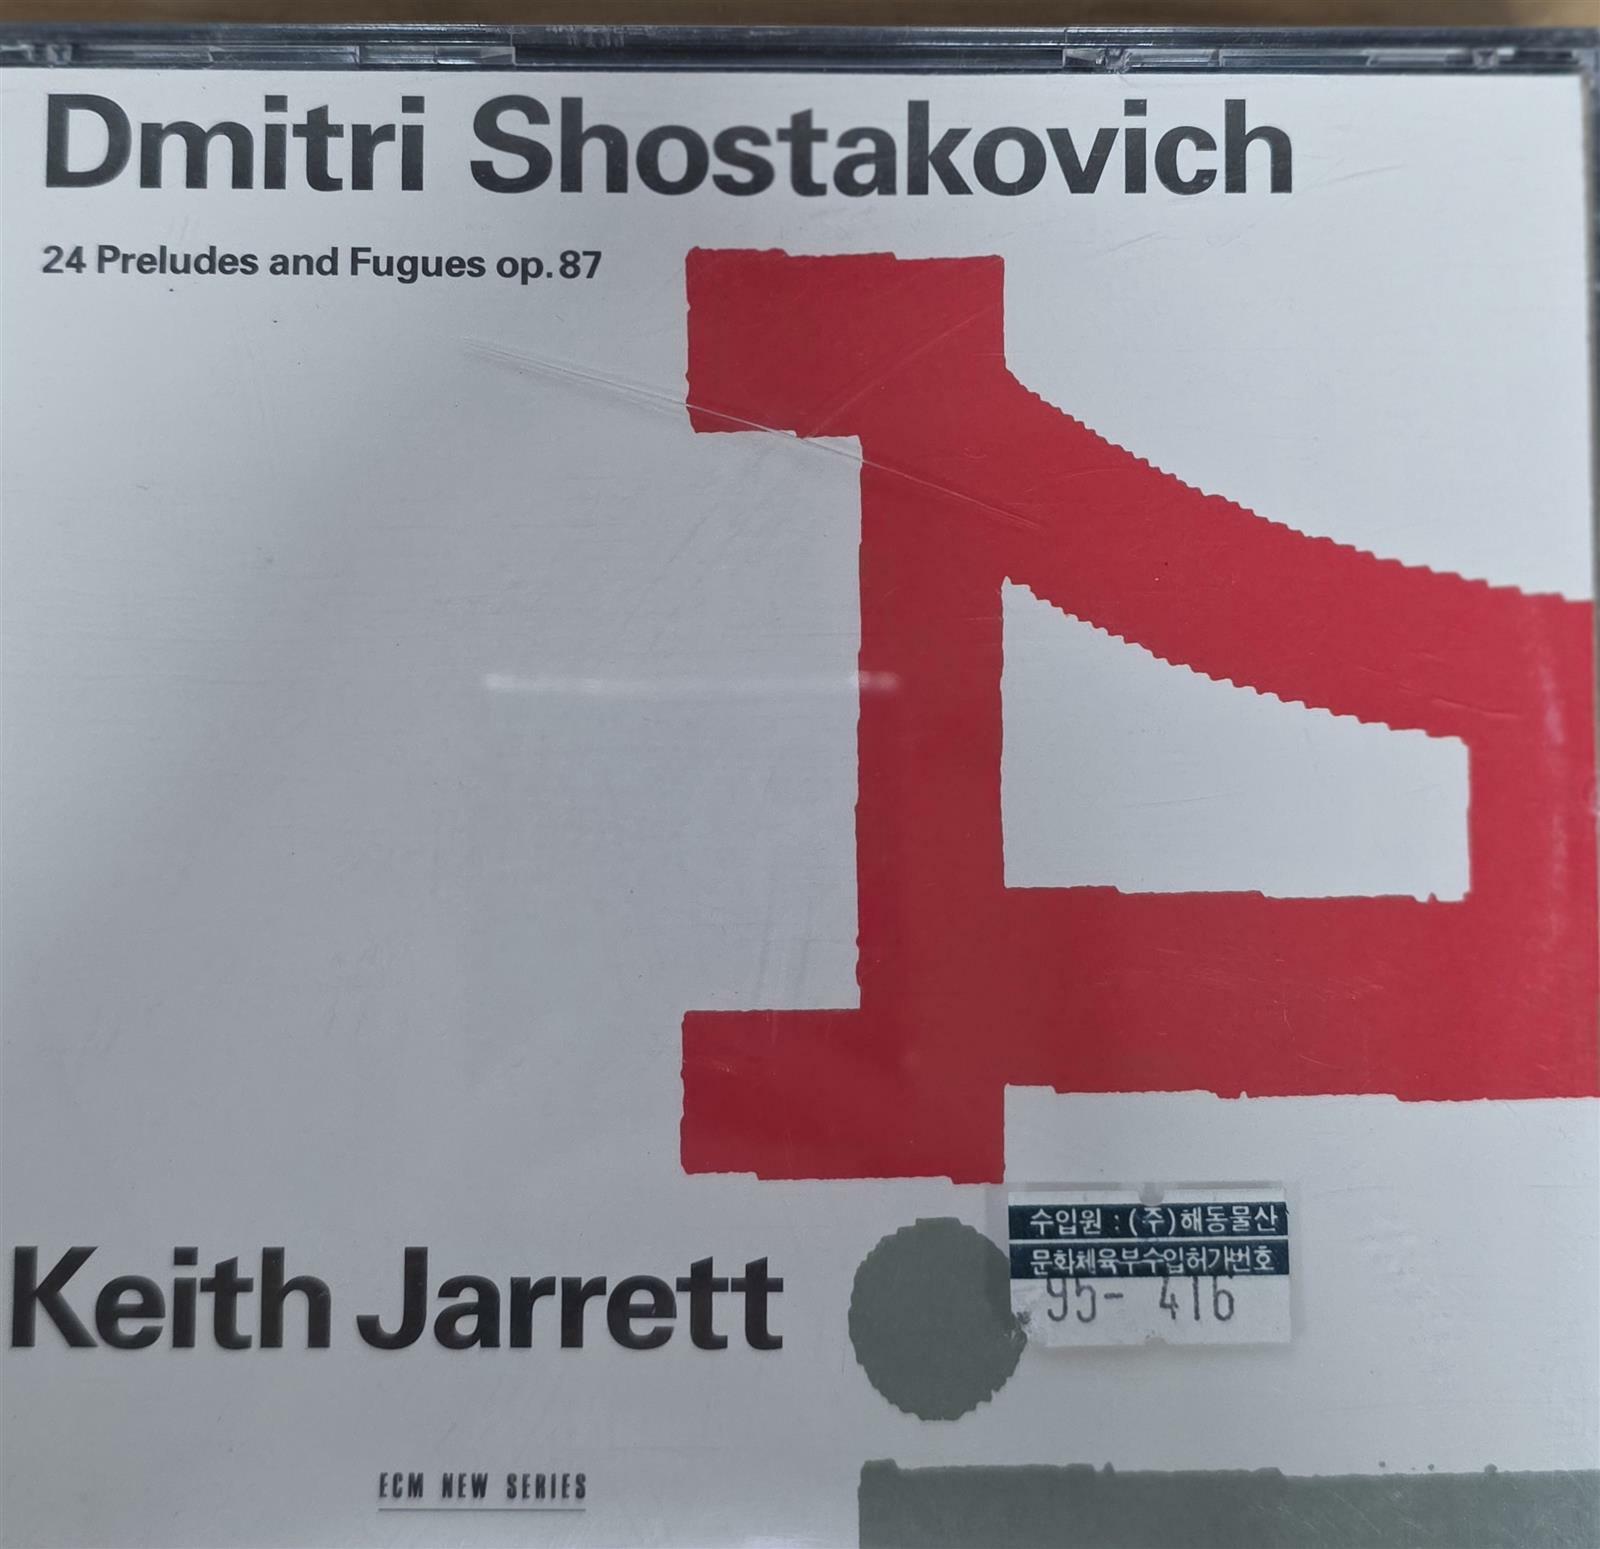 Dmitri Shostakovich
24 Preludes and Fugues op. 87
수입원 : (주)해동물산
문화체육부수입허가번호
95- 416
Keith Jarrett
ECM NEW SERIES